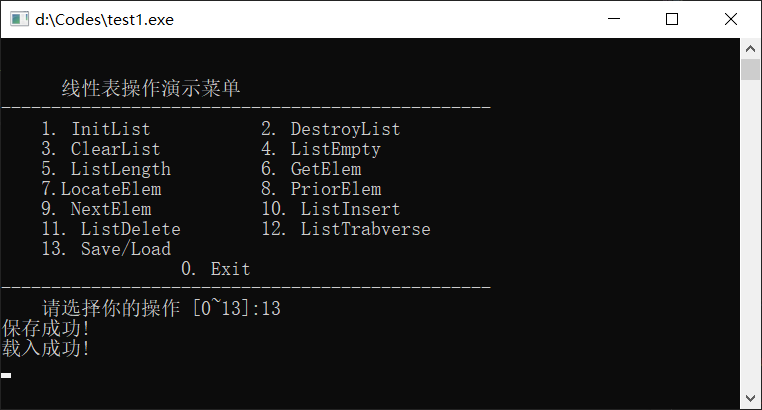 d:\Codes\test1.exe
线性表操作演示菜单
-------------------------------------------------
1. InitList 2. DestroyList
3. ClearList 4. ListEmpty
5. ListLength 6. GetElem
7.LocateElem 8. PriorElem
9. NextElem 10. ListInsert
11. ListDelete 12. ListTrabverse
13. Save/Load
0. Exit
-------------------------------------------------
请选择你的操作 [0~13]:13
保存成功!
载入成功!